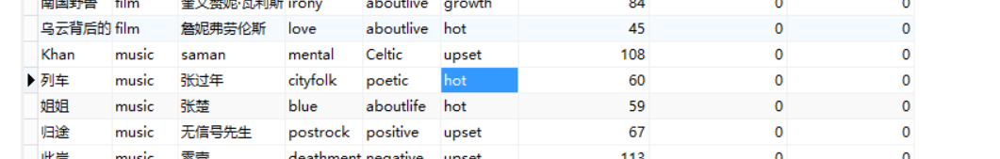 南国野兽 film 奎文赞妮·瓦利斯 irony aboutlive growth 84 0 0
乌云背后的 film 詹妮弗劳伦斯 love aboutlive hot 45 0 0
Khan music saman mental Celtic upset 108 0 0
列车 music 张过年 cityfolk poetic hot 60 0 0
姐姐 music 张楚 blue aboutlife hot 59 0 0
归途 music 无信号先生 postrock positive upset 67 0 0
此岸 music deathment negative upset 113 0 0